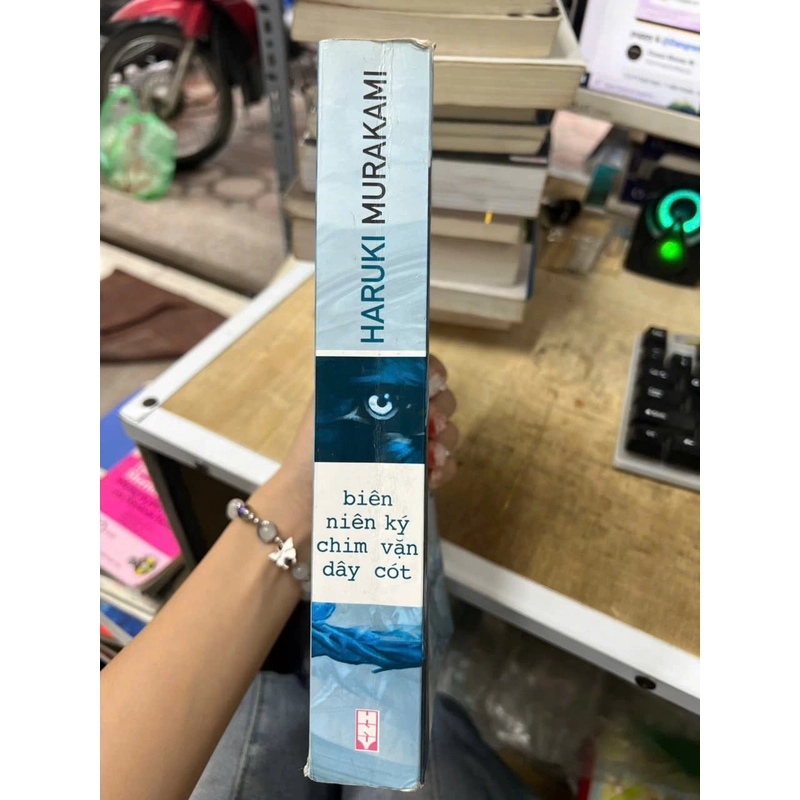 HARUKI MURAKAMI
biên
niên ký
chim vặn
dây cót